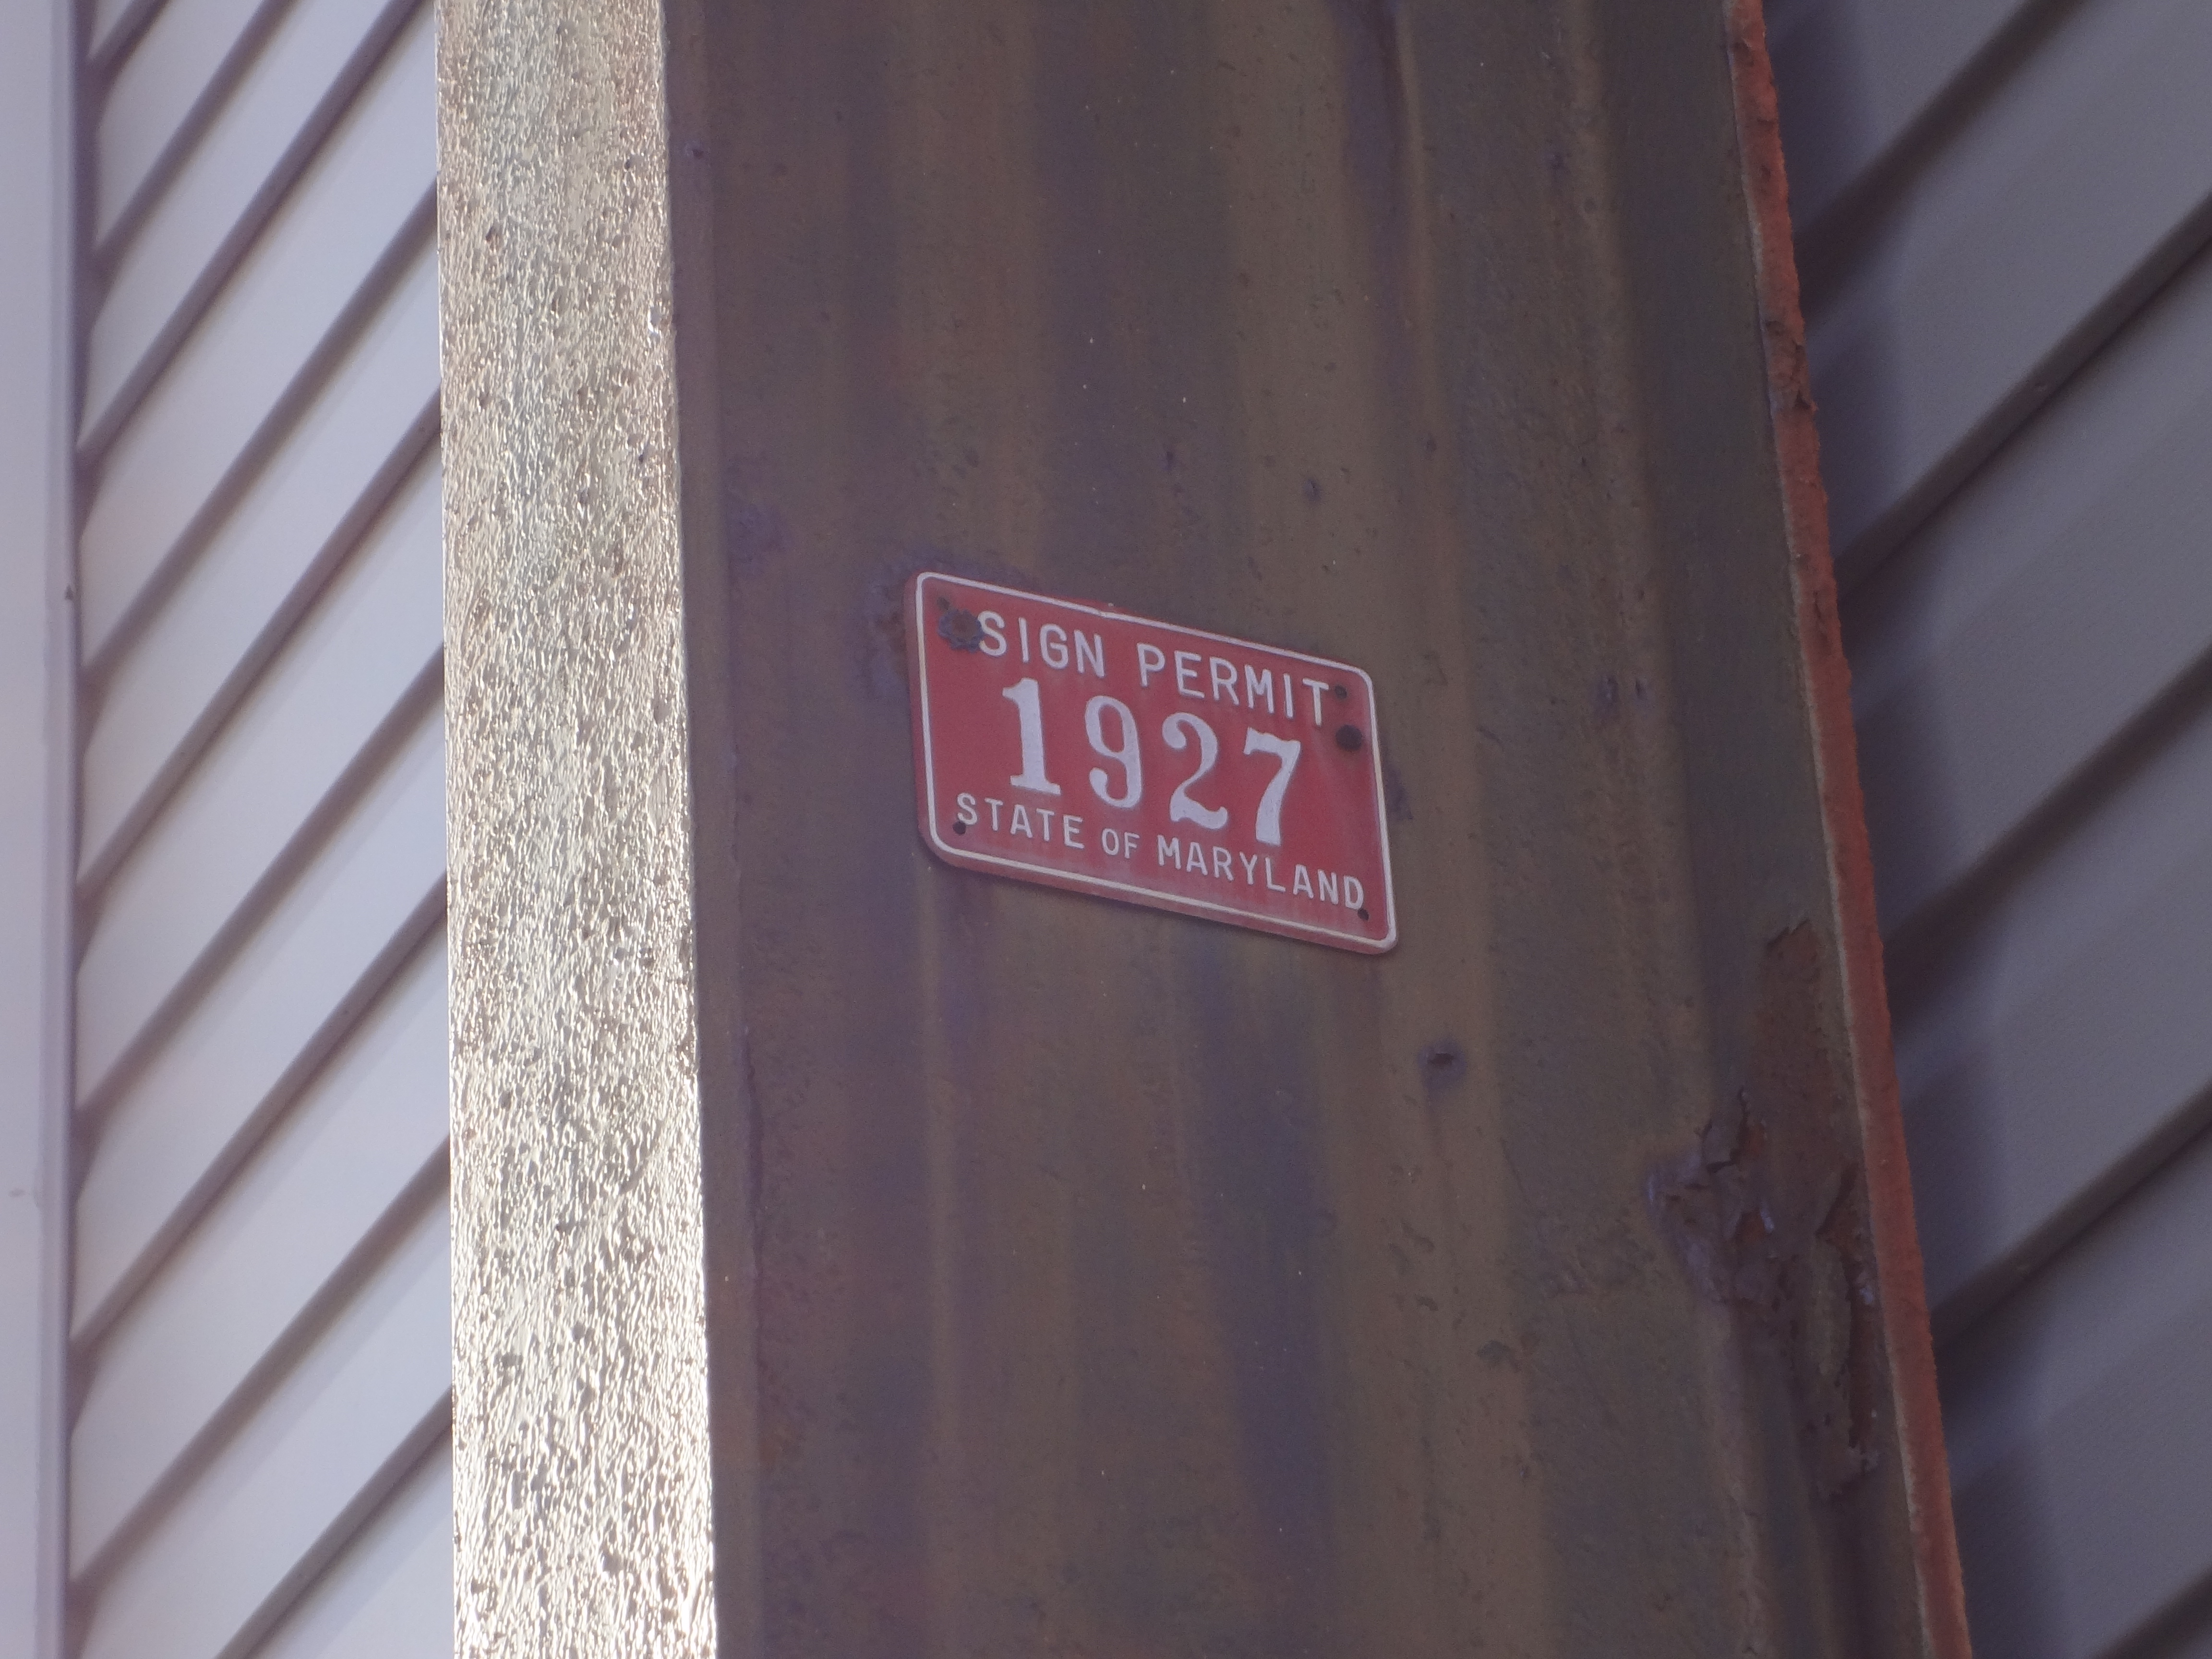 SIGN PERMIT
1927
STATE OF MARYLAND